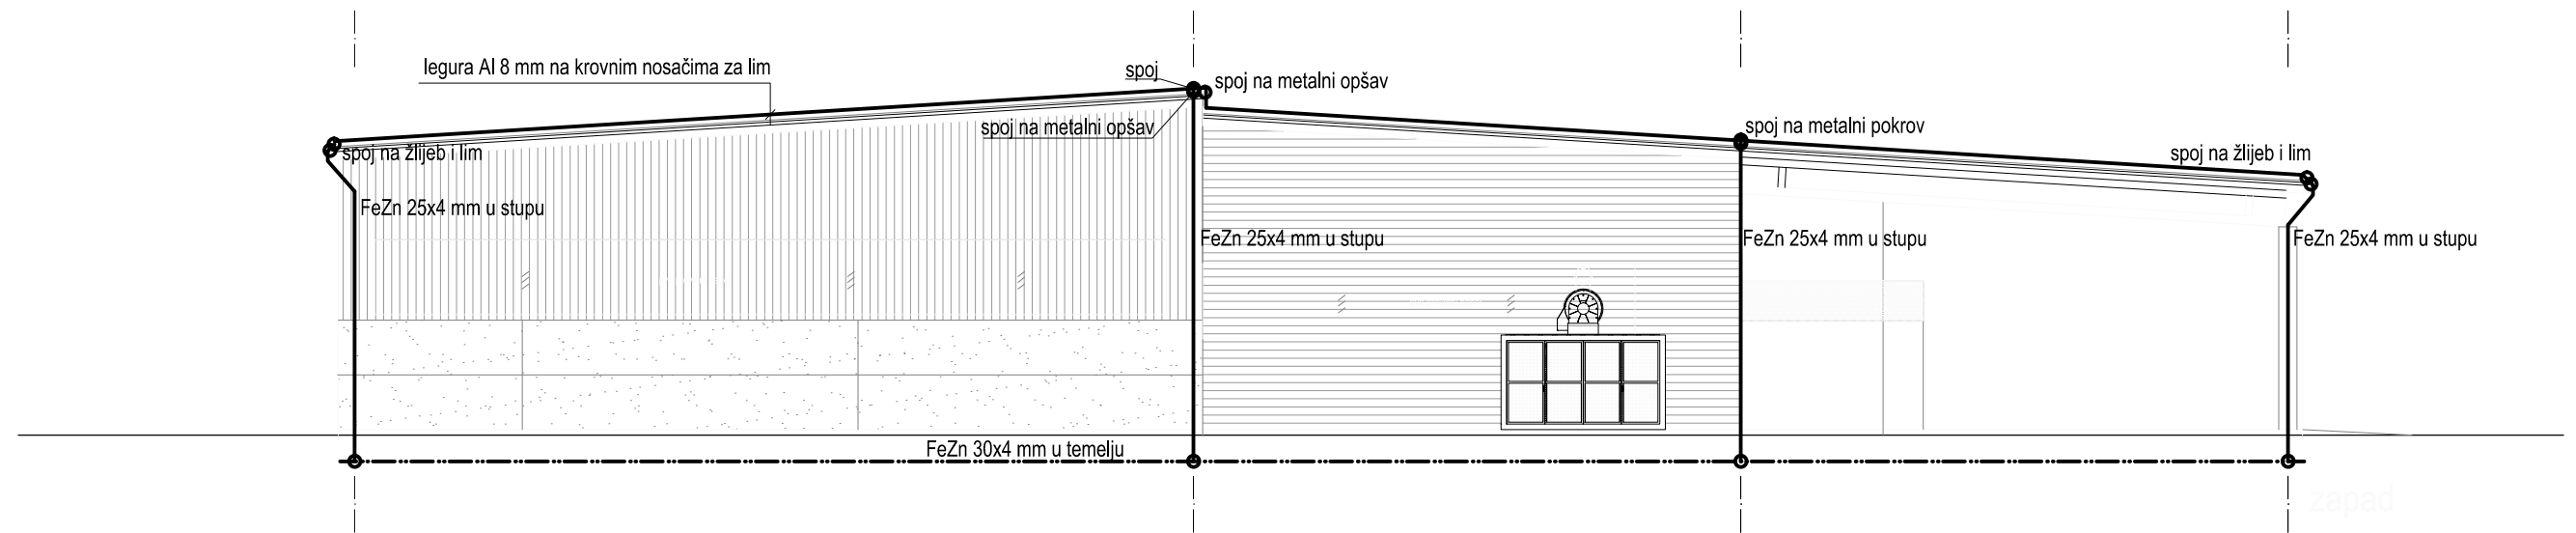 legura Al 8 mm na krovnim nosačima za lim
spoj
spoj na metalni opšav
spoj na metalni opšav
spoj na metalni pokrov
spoj na žlijeb i lim
spoj na žlijeb i lim
FeZn 25x4 mm u stupu
FeZn 25x4 mm u stupu
FeZn 25x4 mm u stupu
FeZn 25x4 mm u stupu
FeZn 30x4 mm u temelju
zapad